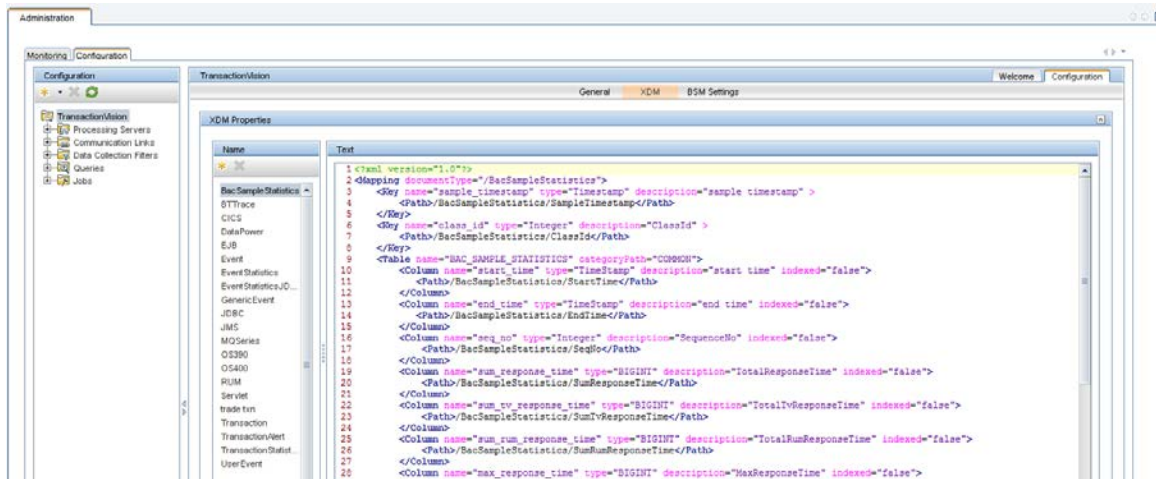 Administration
Monitoring
Configuration
Configuration
TransactionVision
Processing Servers
Communication Links
Data Collection Filters
Queries
Jobs
TransactionVision
Welcome
Configuration
General
XDM
BSM Settings
XDM Properties
Name
BacSampleStatistics
BTTrace
CICS
DataPower
EJB
Event
EventStatistics
EventStatisticsJD...
GenericEvent
JDBC
JMS
MQSeries
OS390
OS400
RUM
Servlet
trade txn
Transaction
TransactionAlert
TransactionStatist...
UserEvent
Text
1 <?xml version="1.0"?>
2 <Mapping documentType="/BacSampleStatistics">
3 <Key name="sample_timestamp" type="Timestamp" description="sample timestamp" >
4 <Path>/BacSampleStatistics/SampleTimestamp</Path>
5 </Key>
6 <Key name="class_id" type="Integer" description="ClassId" >
7 <Path>/BacSampleStatistics/ClassId</Path>
8 </Key>
9 <Table name="BAC_SAMPLE_STATISTICS" categoryPath="COMMON">
10 <Column name="start_time" type="TimeStamp" description="start time" indexed="false">
11 <Path>/BacSampleStatistics/StartTime</Path>
12 </Column>
13 <Column name="end_time" type="TimeStamp" description="end time" indexed="false">
14 <Path>/BacSampleStatistics/EndTime</Path>
15 </Column>
16 <Column name="seq_no" type="Integer" description="SequenceNo" indexed="false">
17 <Path>/BacSampleStatistics/SeqNo</Path>
18 </Column>
19 <Column name="sum_response_time" type="BIGINT" description="TotalResponseTime" indexed="false">
20 <Path>/BacSampleStatistics/SumResponseTime</Path>
21 </Column>
22 <Column name="sum_tv_response_time" type="BIGINT" description="TotalTvResponseTime" indexed="false">
23 <Path>/BacSampleStatistics/SumTvResponseTime</Path>
24 </Column>
25 <Column name="sum_rum_response_time" type="BIGINT" description="TotalRumResponseTime" indexed="false">
26 <Path>/BacSampleStatistics/SumRumResponseTime</Path>
27 </Column>
28 <Column name="max_response_time" type="BIGINT" description="MaxResponseTime" indexed="false">